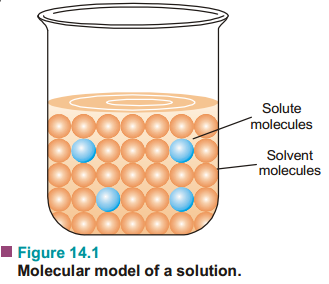 Solute
molecules
Solvent
molecules
Figure 14.1
Molecular model of a solution.